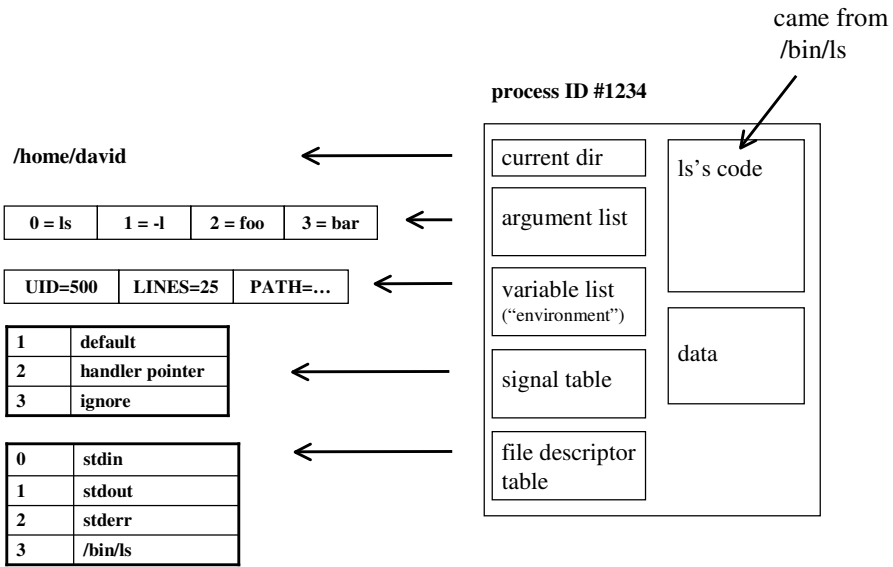 came from
/bin/ls
process ID #1234
/home/david
current dir
ls's code
0 = ls 1 = -l 2 = foo 3 = bar
argument list
UID=500 LINES=25 PATH=…
variable list
(“environment”)
1 default
2 handler pointer
3 ignore
signal table
data
0 stdin
1 stdout
2 stderr
3 /bin/ls
file descriptor
table